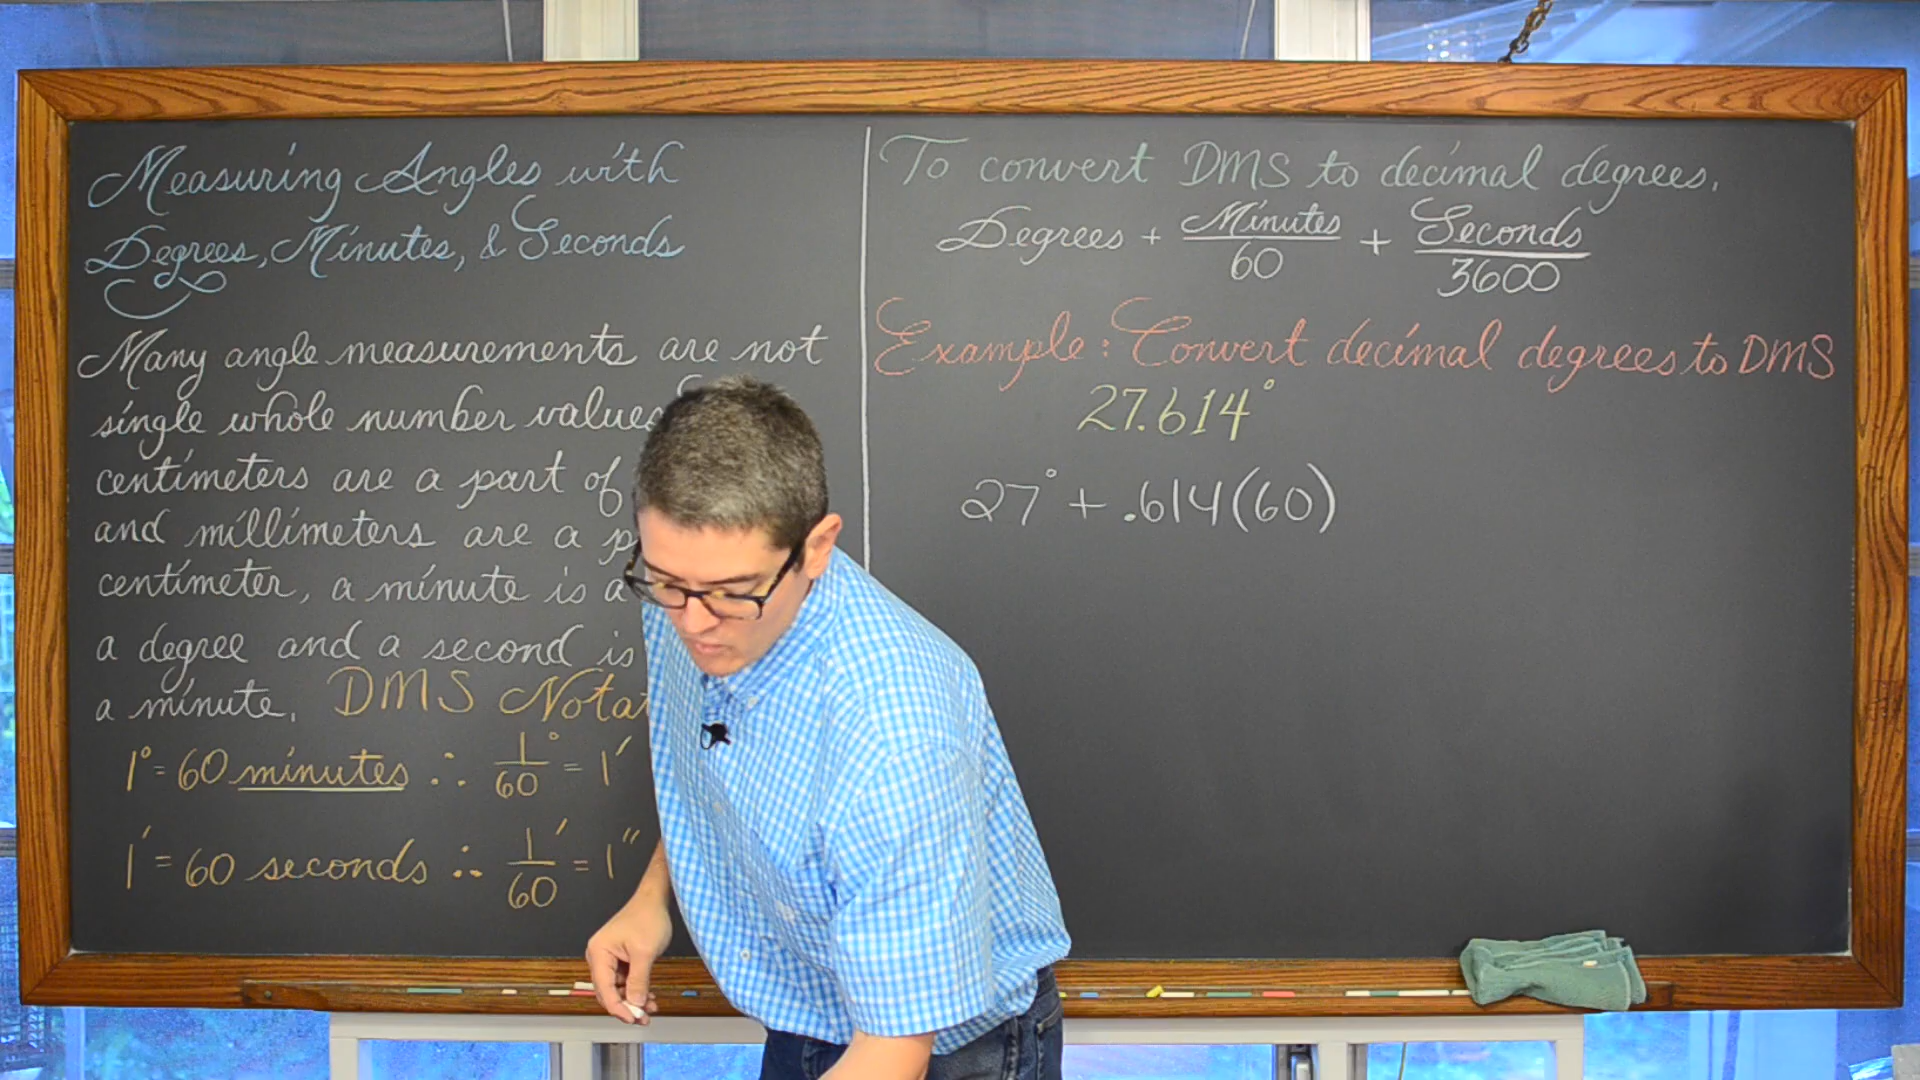 Measuring Angles with
Degrees, Minutes, & Seconds
Many angle measurements are not
single whole number values
centimeters are a part of
and millimeters are a
centimeter, a minute is a
a degree and a second is
a minute. DMS
1° = 60 minutes ∴ 1/60° = 1′
1′ = 60 seconds ∴ 1/60′ = 1″
To convert DMS to decimal degrees,
Degrees + Minutes/60 + Seconds/3600
Example: Convert decimal degrees to DMS
27.614°
27° + .614(60)